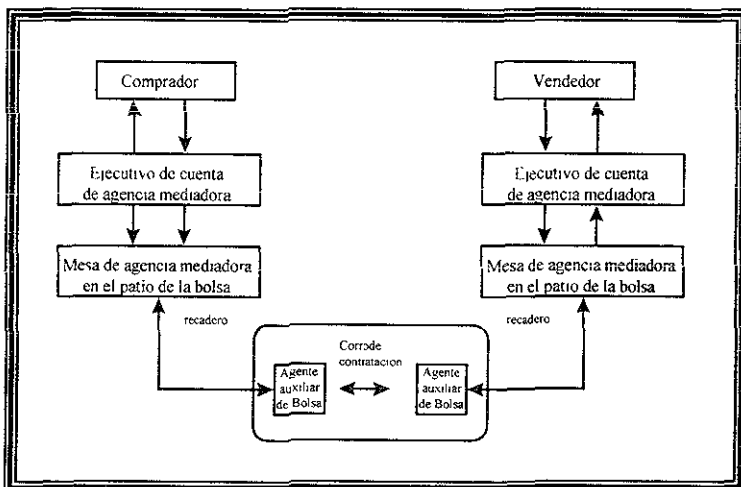 Comprador
Vendedor
Ejecutivo de cuenta
de agencia mediadora
Ejecutivo de cuenta
de agencia mediadora
Mesa de agencia mediadora
en el patio de la bolsa
Mesa de agencia mediadora
en el patio de la bolsa
recadero
recadero
Corrode
contratacion
Agente
auxiliar
de Bolsa
Agente
auxiliar
de Bolsa